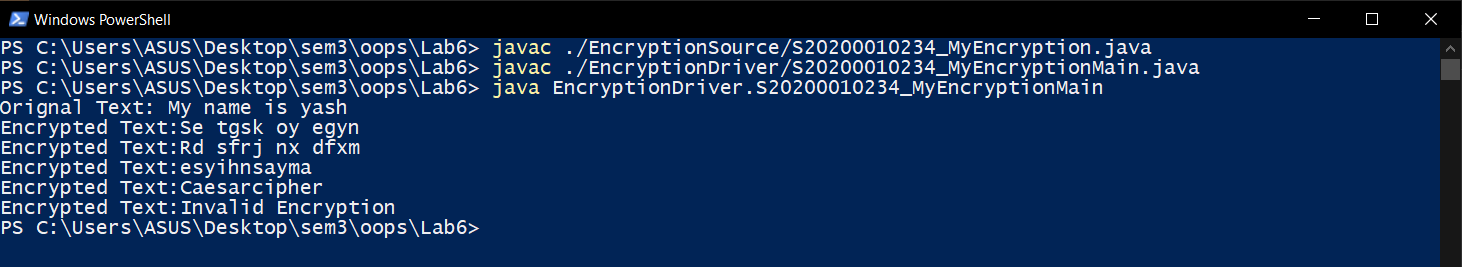 Windows PowerShell
PS C:\Users\ASUS\Desktop\sem3\oops\Lab6> javac ./EncryptionSource/S20200010234_MyEncryption.java
PS C:\Users\ASUS\Desktop\sem3\oops\Lab6> javac ./EncryptionDriver/S20200010234_MyEncryptionMain.java
PS C:\Users\ASUS\Desktop\sem3\oops\Lab6> java EncryptionDriver.S20200010234_MyEncryptionMain
Orignal Text: My name is yash
Encrypted Text:Se tgsk oy egyn
Encrypted Text:Rd sfrj nx dfxm
Encrypted Text:esyihnsayma
Encrypted Text:Caesarcipher
Encrypted Text:Invalid Encryption
PS C:\Users\ASUS\Desktop\sem3\oops\Lab6>